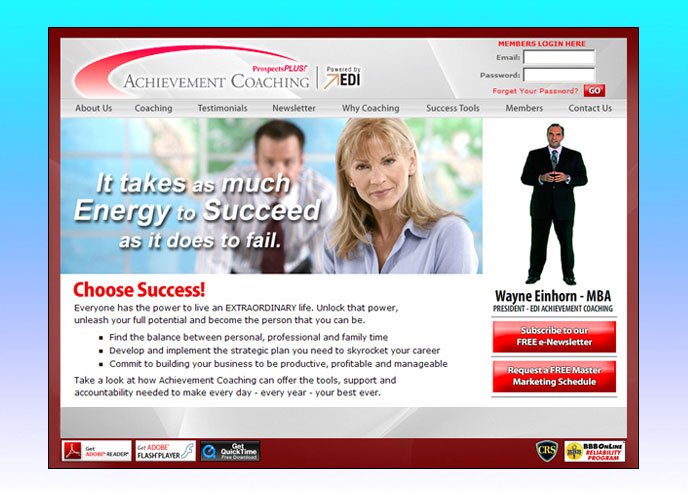 MEMBERS LOGIN HERE
Email:
ProspectsPLUS!
ACHIEVEMENT COACHING
Powered by
EDI
Password:
Forget Your Password?
GO
About Us Coaching Testimonials Newsletter Why Coaching Success Tools Members Contact Us
It takes as much
Energy to Succeed
as it does to fail.
Wayne Einhorn - MBA
PRESIDENT - EDI ACHIEVEMENT COACHING
Subscribe to our
FREE e-Newsletter
Request a FREE Master
Marketing Schedule
Choose Success!
Everyone has the power to live an EXTRAORDINARY life. Unlock that power,
unleash your full potential and become the person that you can be.
Find the balance between personal, professional and family time
Develop and implement the strategic plan you need to skyrocket your career
Commit to building your business to be productive, profitable and manageable
Take a look at how Achievement Coaching can offer the tools, support and
accountability needed to make every day - every year - your best ever.
Get
ADOBE® READER®
Get ADOBE®
FLASH® PLAYER
Get
QuickTime
Free Download
CRS
BBB
BBBOnLine
RELIABILITY
PROGRAM